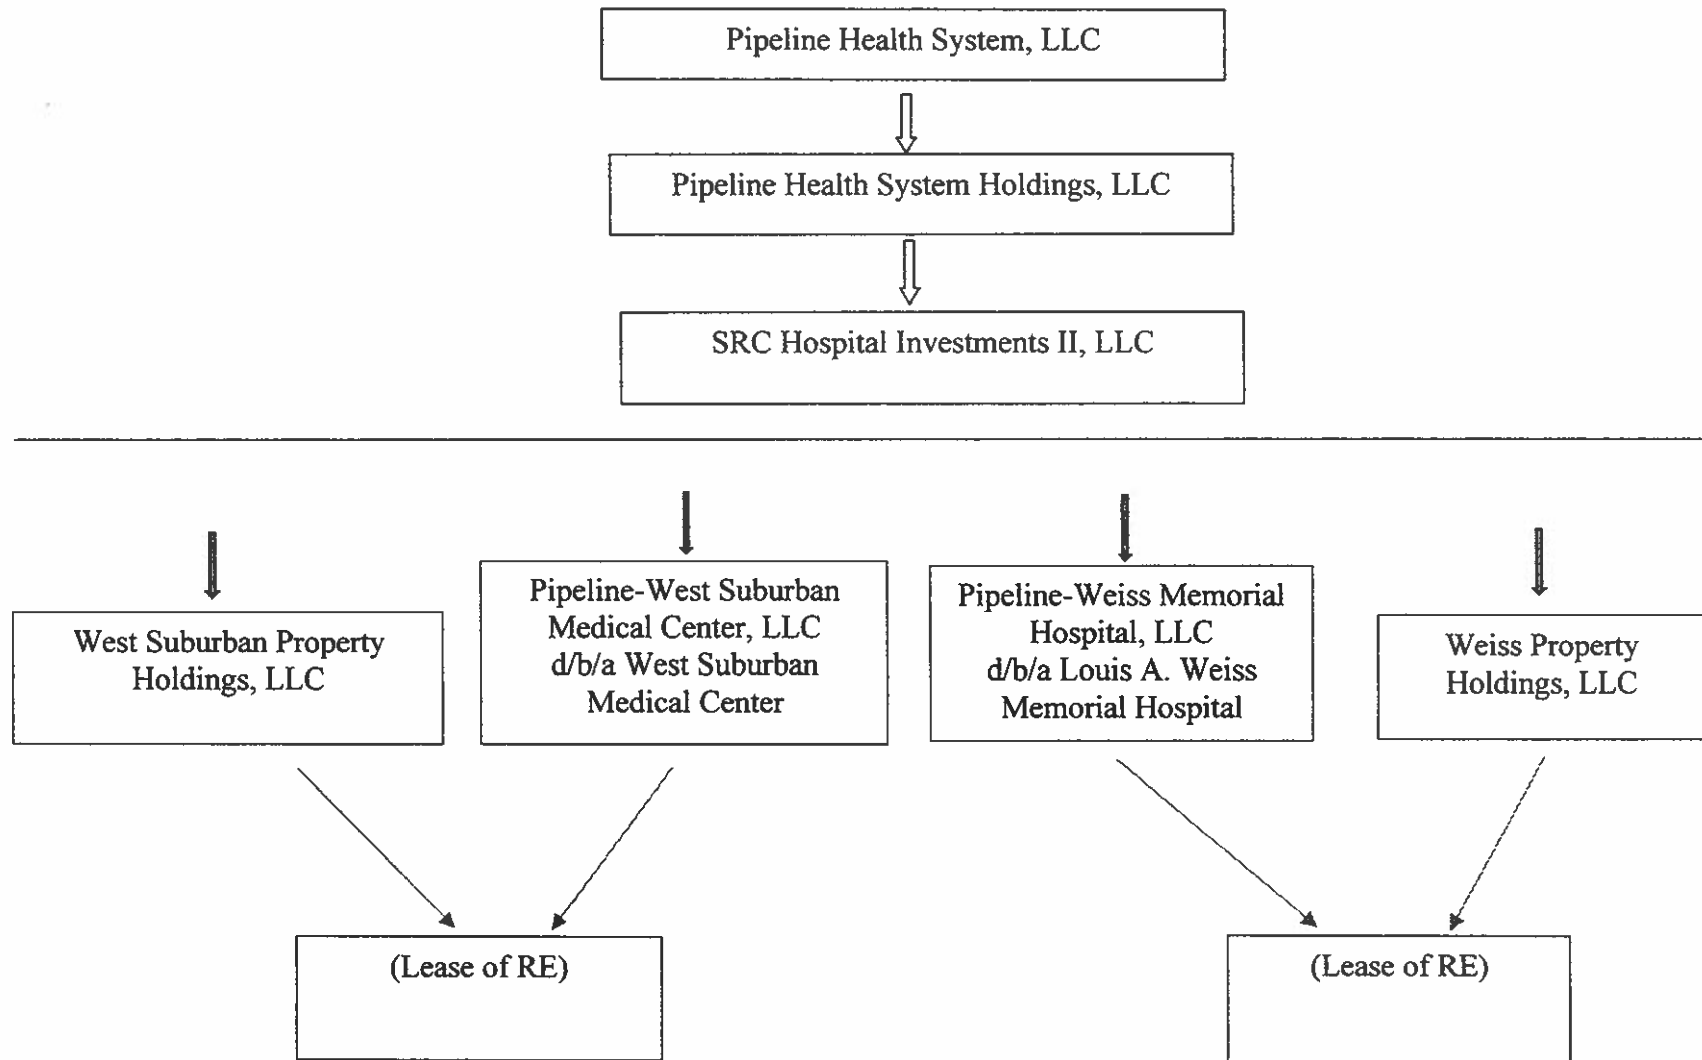 Pipeline Health System, LLC
Pipeline Health System Holdings, LLC
SRC Hospital Investments II, LLC
West Suburban Property
Holdings, LLC
Pipeline-West Suburban
Medical Center, LLC
d/b/a West Suburban
Medical Center
Pipeline-Weiss Memorial
Hospital, LLC
d/b/a Louis A. Weiss
Memorial Hospital
Weiss Property
Holdings, LLC
(Lease of RE)
(Lease of RE)